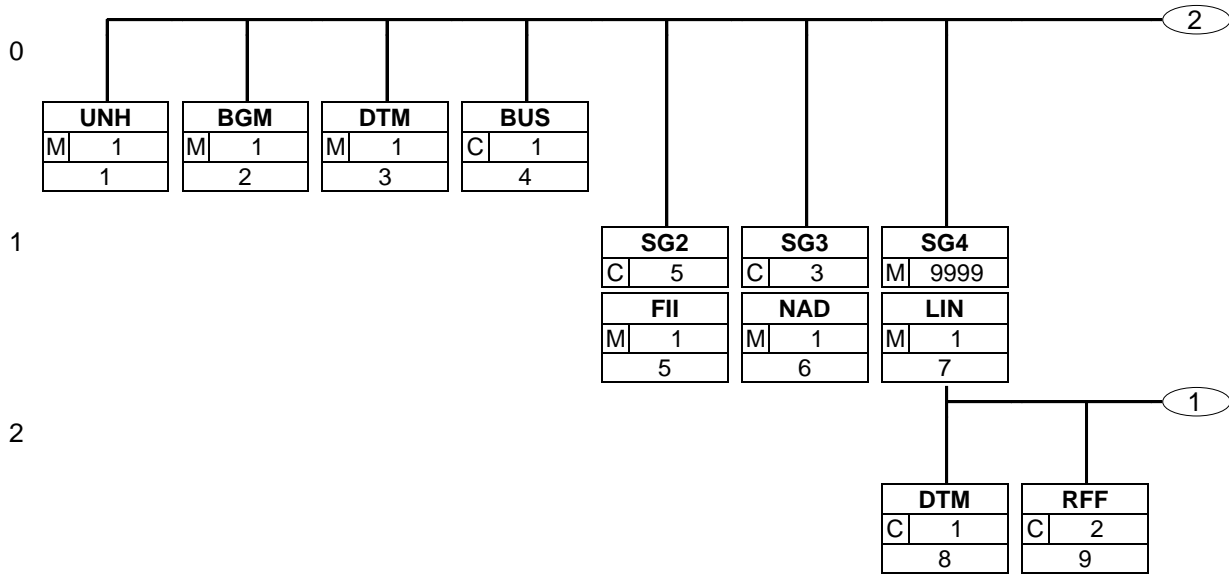 2
0
UNH BGM DTM BUS
M 1 M 1 M 1 C 1
1 2 3 4
1
SG2 SG3 SG4
C 5 C 3 M 9999
FII NAD LIN
M 1 M 1 M 1
5 6 7
1
2
DTM RFF
C 1 C 2
8 9